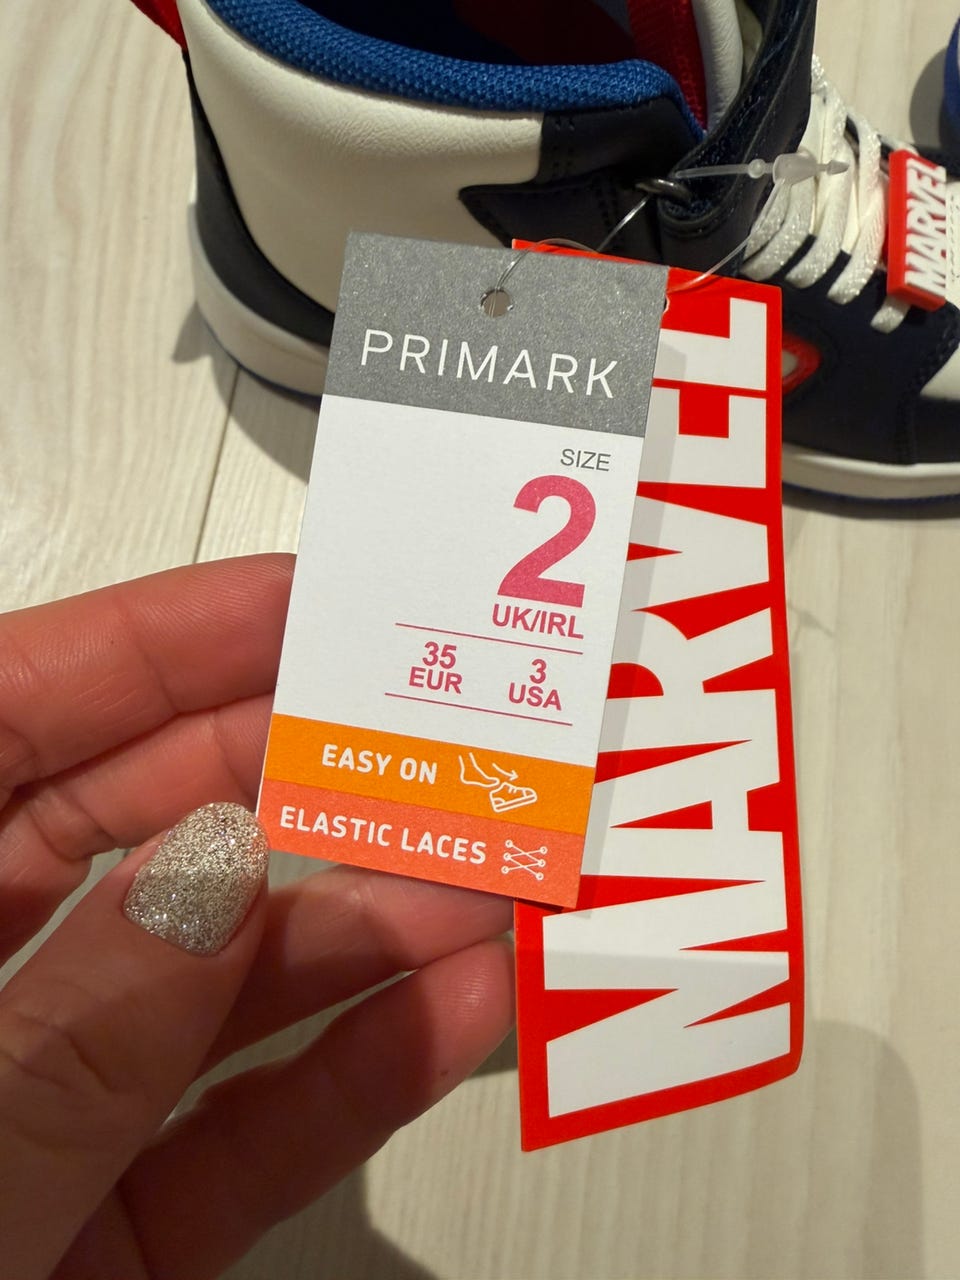 PRIMARK
SIZE
2
UK/IRL
35 3
EUR USA
EASY ON
ELASTIC LACES
MARVEL
MARVEL